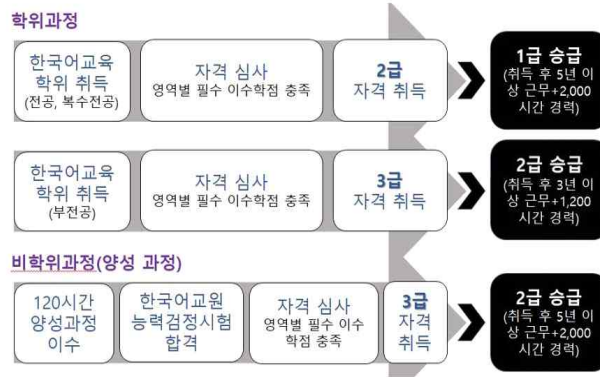 학위과정
한국어교육
학위 취득
(전공, 복수전공)
자격 심사
영역별 필수 이수학점 충족
2급
자격 취득
1급 승급
(취득 후 5년 이
상 근무+2,000
시간 경력)
한국어교육
학위 취득
(부전공)
자격 심사
영역별 필수 이수학점 충족
3급
자격 취득
2급 승급
(취득 후 3년 이
상 근무+1,200
시간 경력)
비학위과정(양성 과정)
120시간
양성과정
이수
한국어교원
능력검정시험
합격
자격 심사
영역별 필수 이수
학점 충족
3급
자격
취득
2급 승급
(취득 후 5년 이
상 근무+2,000
시간 경력)